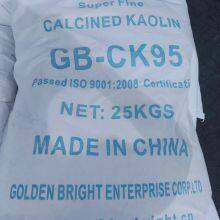 Super Fine
CALCINED KAOLIN
GB-CK95
Passed ISO 9001:2008 Certificati
NET: 25KGS
MADE IN CHINA
GOLDEN BRIGHT ENTERPRISE CORP.LTD